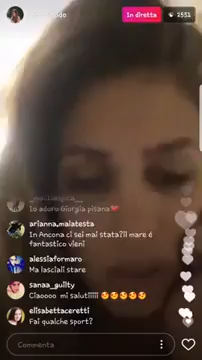 In diretta
2531
Io adoro Giorgia pisana❤
arianna_malatesta
In Ancona ci sei mai stata?Il mare é
fantastico vieni
alessiaformaro
Ma lasciali stare
sanaa_guilty
Ciaoooo mi salutiiiii 😍😍😍😍😍
elisabettaceretti
Fai qualche sport?
Commenta